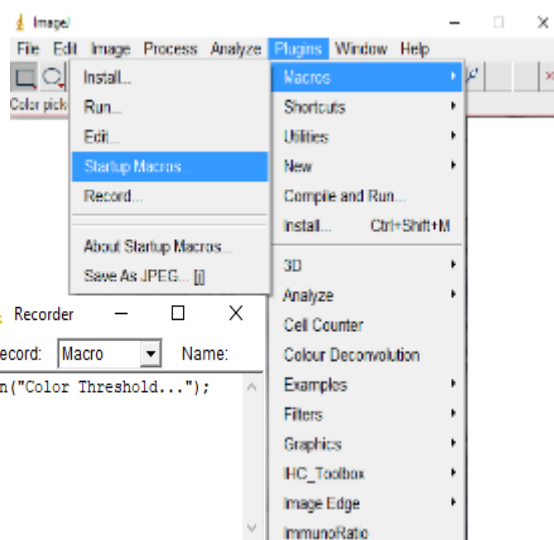 ImageJ
File Edit Image Process Analyze Plugins Window Help
Color pick
Install...
Run...
Edit...
Startup Macros...
Record...
About Startup Macros...
Save As JPEG... [j]
Macros
Shortcuts
Utilities
New
Compile and Run...
Install... Ctrl+Shift+M
3D
Analyze
Cell Counter
Colour Deconvolution
Examples
Filters
Graphics
IHC_Toolbox
Image Edge
ImmunoRatio
Recorder
ecord: Macro Name:
n("Color Threshold...");